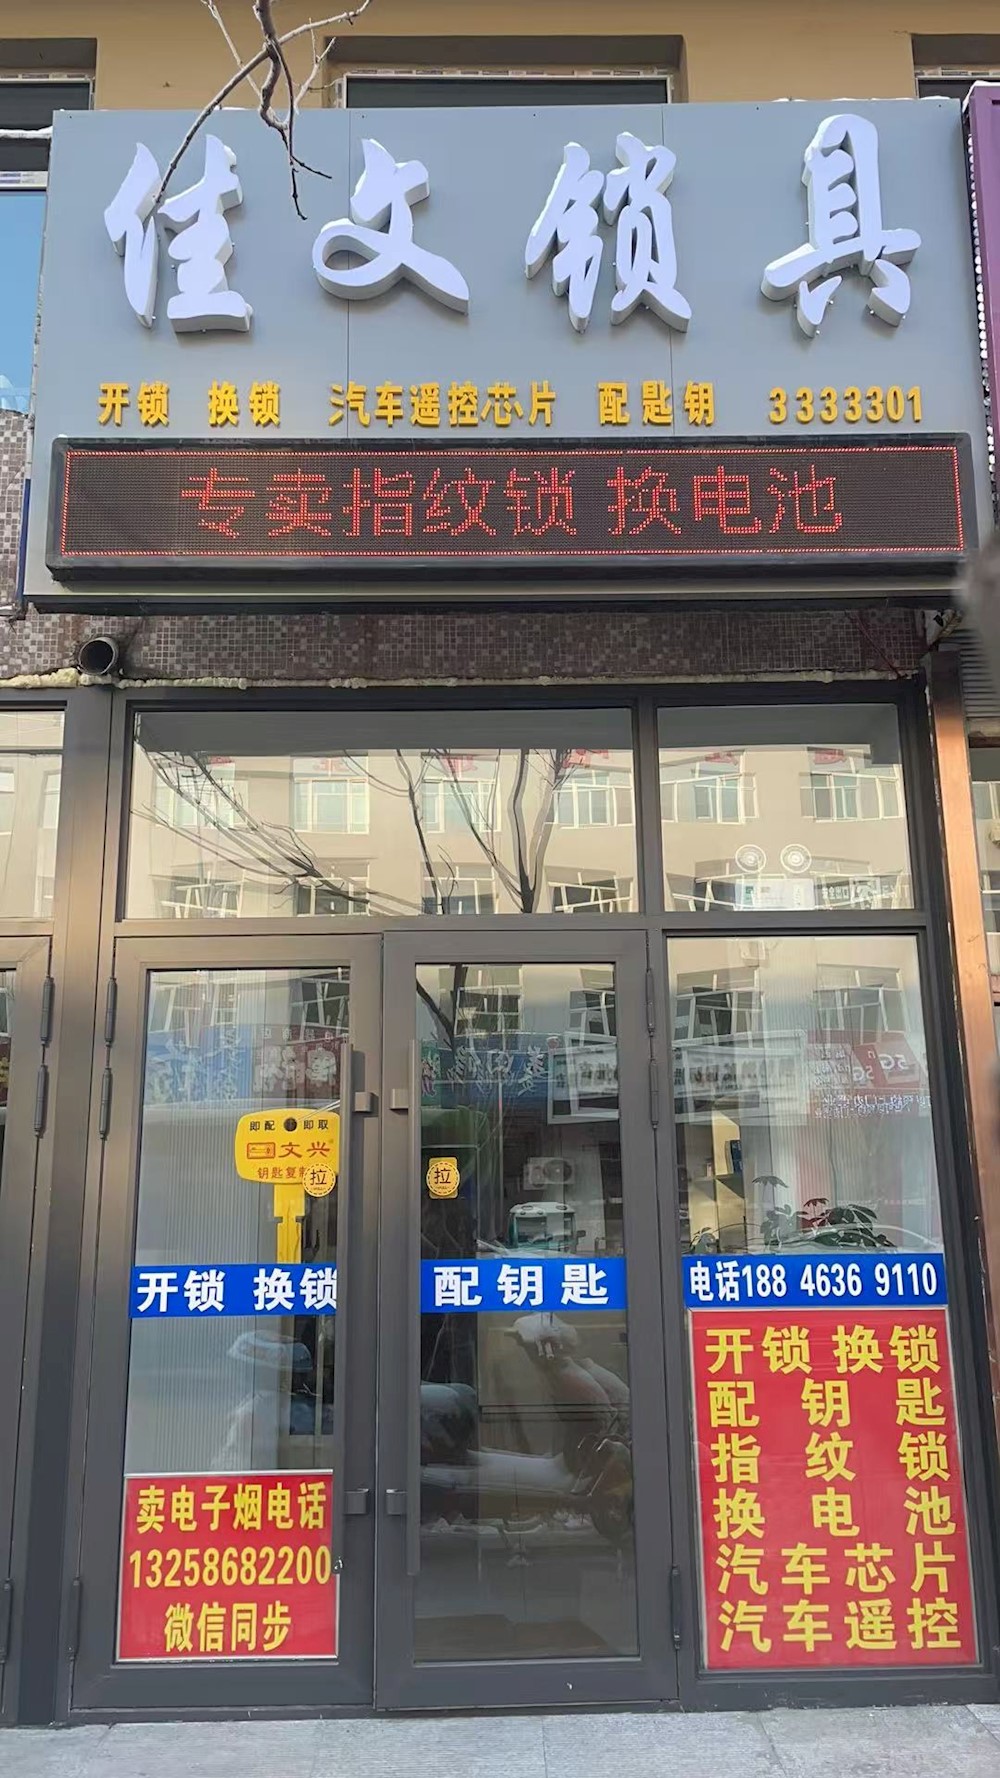 佳文锁具
开锁 换锁 汽车遥控芯片 配匙钥 3333301
专卖指纹锁 换电池
即配 即取
文兴
钥匙复制
拉
拉
开锁 换锁
配钥匙
电话188 4636 9110
开锁换锁
配钥匙
指纹锁
换电池
汽车芯片
汽车遥控
卖电子烟电话
13258682200
微信同步
5G
5G